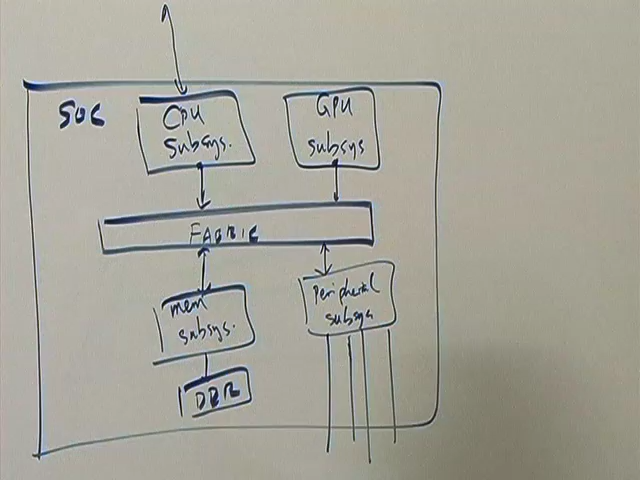 SOC
CPU
Subsys.
GPU
subsys
FABRIC
mem
subsys.
Peripheral
subsys
DDR